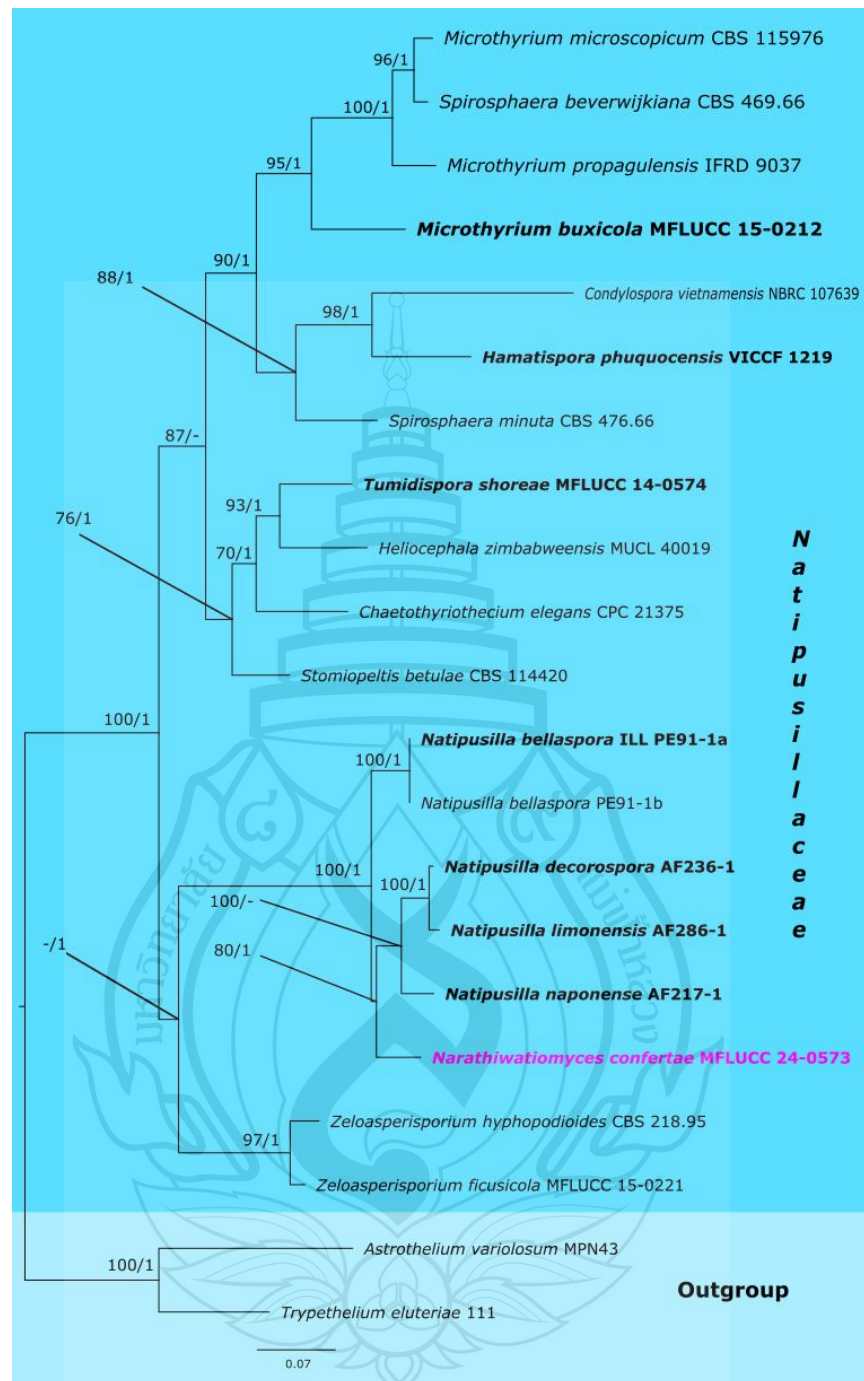 Microthyrium microscopicum CBS 115976
96/1
Spirosphaera beverwijkiana CBS 469.66
100/1
Microthyrium propagulensis IFRD 9037
95/1
Microthyrium buxicola MFLUCC 15-0212
90/1
88/1
Condylospora vietnamensis NBRC 107639
98/1
Hamatispora phuquocensis VICCF 1219
Spirosphaera minuta CBS 476.66
87/-
Tumidispora shoreae MFLUCC 14-0574
93/1
76/1
Heliocephala zimbabweensis MUCL 40019
70/1
Chaetothyriothecium elegans CPC 21375
Stomiopeltis betulae CBS 114420
100/1
Natipusilla bellaspora ILL PE91-1a
100/1
Natipusilla bellaspora PE91-1b
Natipusilla decorospora AF236-1
100/1
100/1
100/-
Natipusilla limonensis AF286-1
80/1
-/1
Natipusilla naponense AF217-1
Narathiwatiomyces confertae MFLUCC 24-0573
Zeloasperisporium hyphopodioides CBS 218.95
97/1
Zeloasperisporium ficusicola MFLUCC 15-0221
Astrothelium variolosum MPN43
100/1
Trypethelium eluteriae 111
0.07
Natipusillaceae
Outgroup